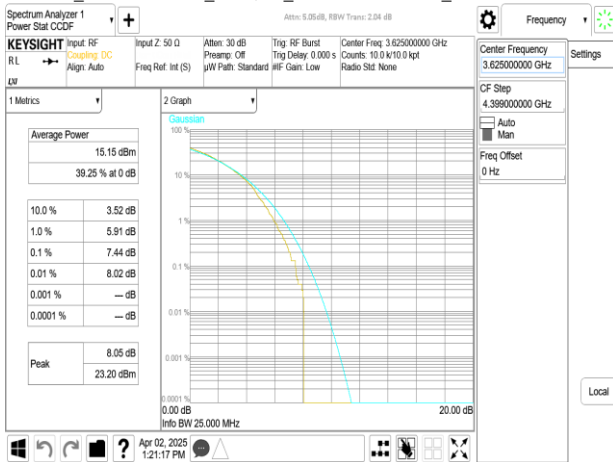 Spectrum Analyzer 1
Power Stat CCDF
Attn: 5.05dB, RBW Trans: 2.04 dB
Frequency
KEYSIGHT
RL
Input: RF
Coupling: DC
Align: Auto
Input Z: 50 Ω
Freq Ref: Int (S)
Atten: 30 dB
Preamp: Off
µW Path: Standard
Trig: RF Burst
Trig Delay: 0.000 s
#IF Gain: Low
Center Freq: 3.625000000 GHz
Counts: 10.0 k/10.0 kpt
Radio Std: None
LXI
Center Frequency
3.625000000 GHz
Settings
CF Step
4.399000000 GHz
Auto
Man
Freq Offset
0 Hz
Local
1 Metrics
Average Power
15.15 dBm
39.25 % at 0 dB
10.0 % 3.52 dB
1.0 % 5.91 dB
0.1 % 7.44 dB
0.01 % 8.02 dB
0.001 % --- dB
0.0001 % --- dB
Peak
8.05 dB
23.20 dBm
2 Graph
Gaussian
100 %
10 %
1 %
0.1 %
0.01 %
0.001 %
0.0001 %
0.00 dB 20.00 dB
Info BW 25.000 MHz
?
Apr 02, 2025
1:21:17 PM